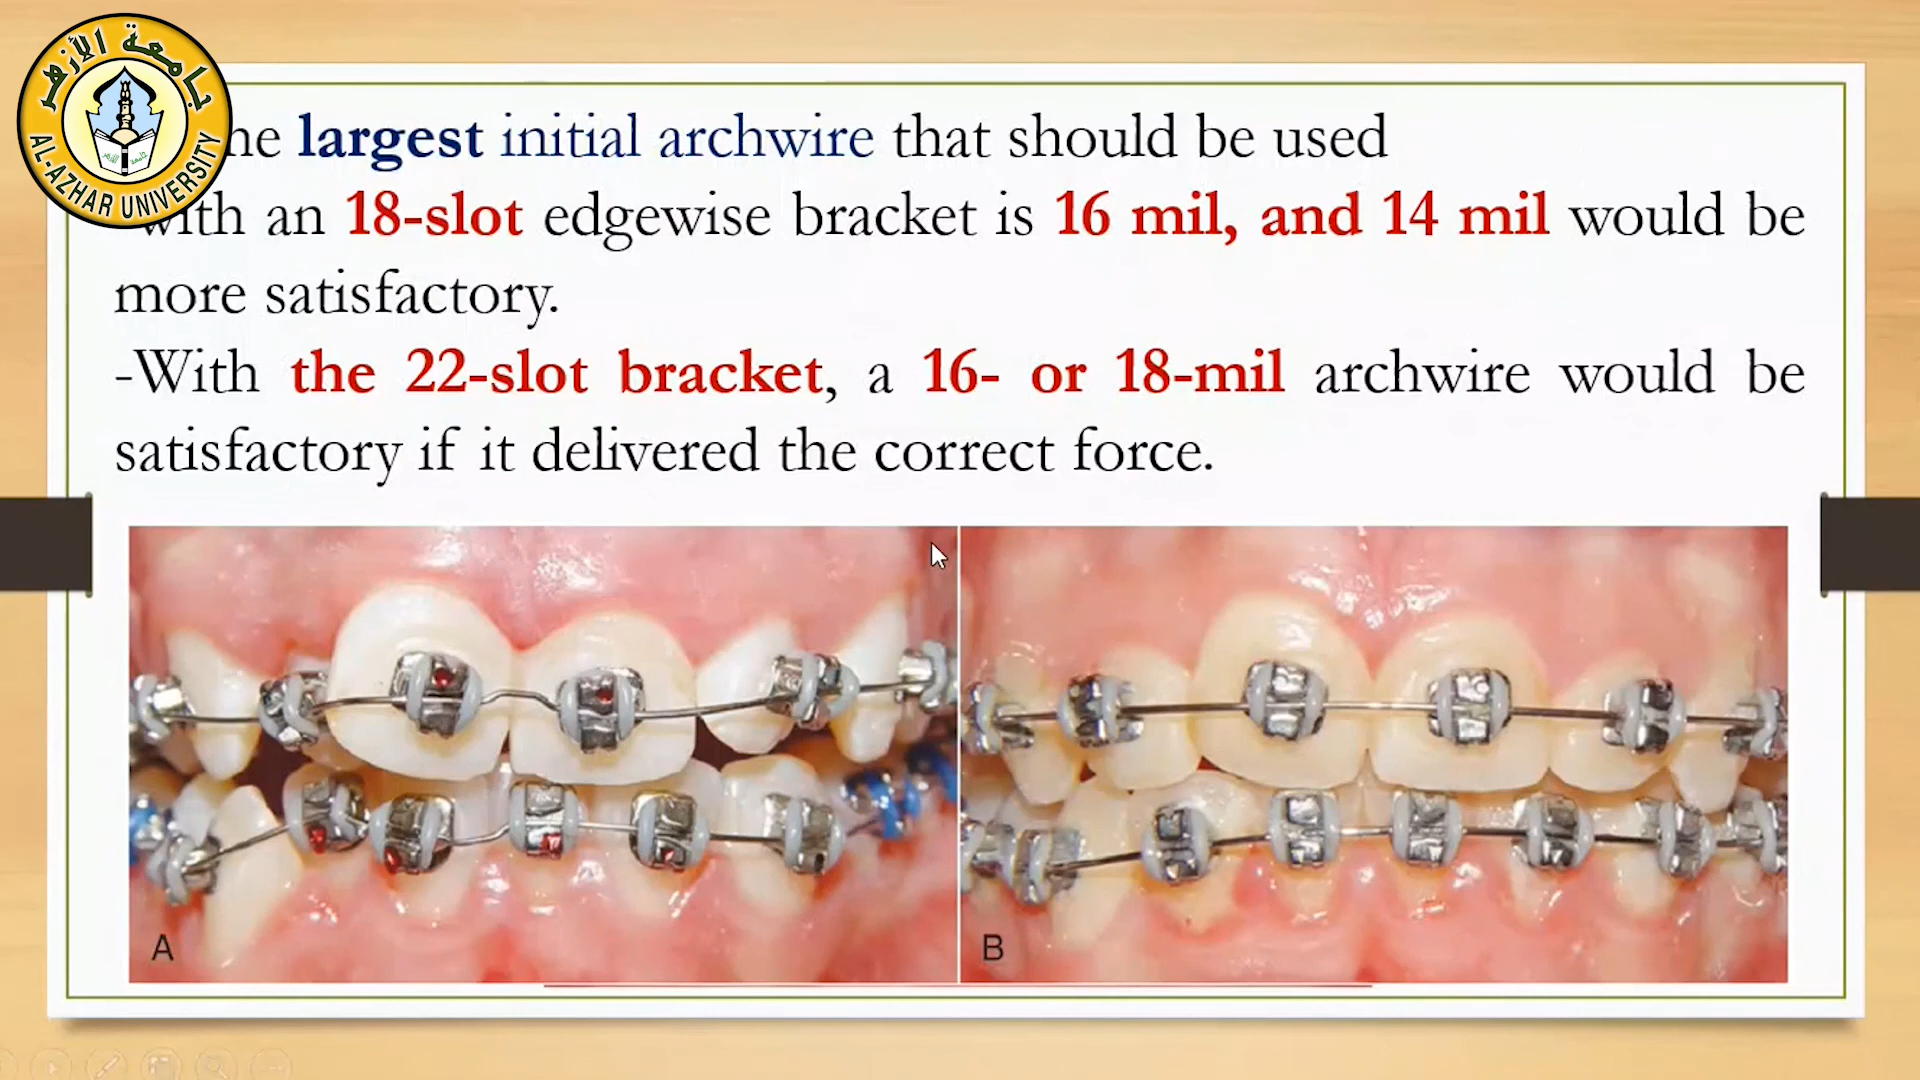 جامعة الأزهر
AL-AZHAR UNIVERSITY
he largest initial archwire that should be used
with an 18-slot edgewise bracket is 16 mil, and 14 mil would be
more satisfactory.
-With the 22-slot bracket, a 16- or 18-mil archwire would be
satisfactory if it delivered the correct force.
A
B